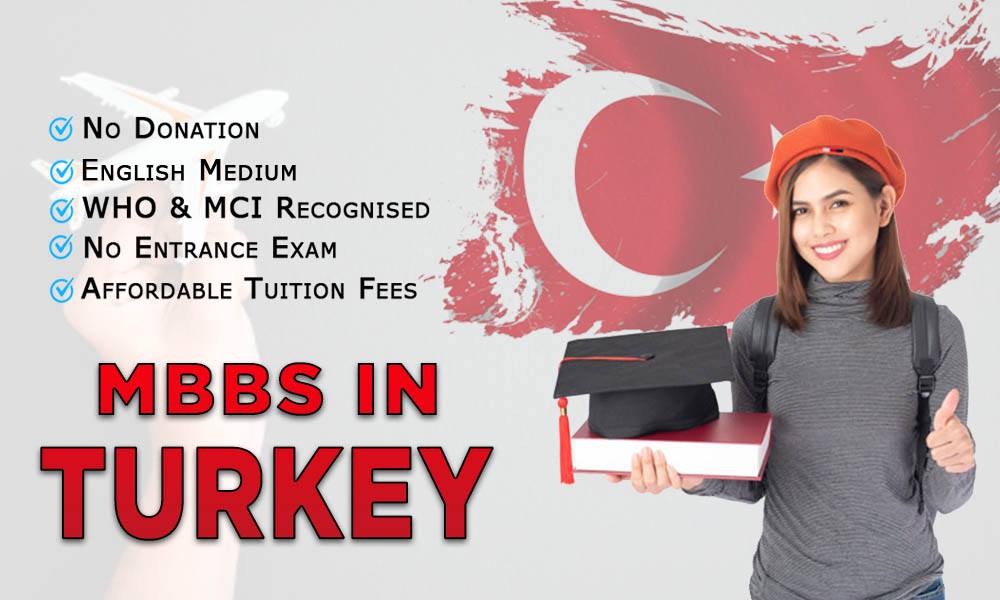 No Donation
English Medium
WHO & MCI Recognised
No Entrance Exam
Affordable Tuition Fees
MBBS IN
TURKEY